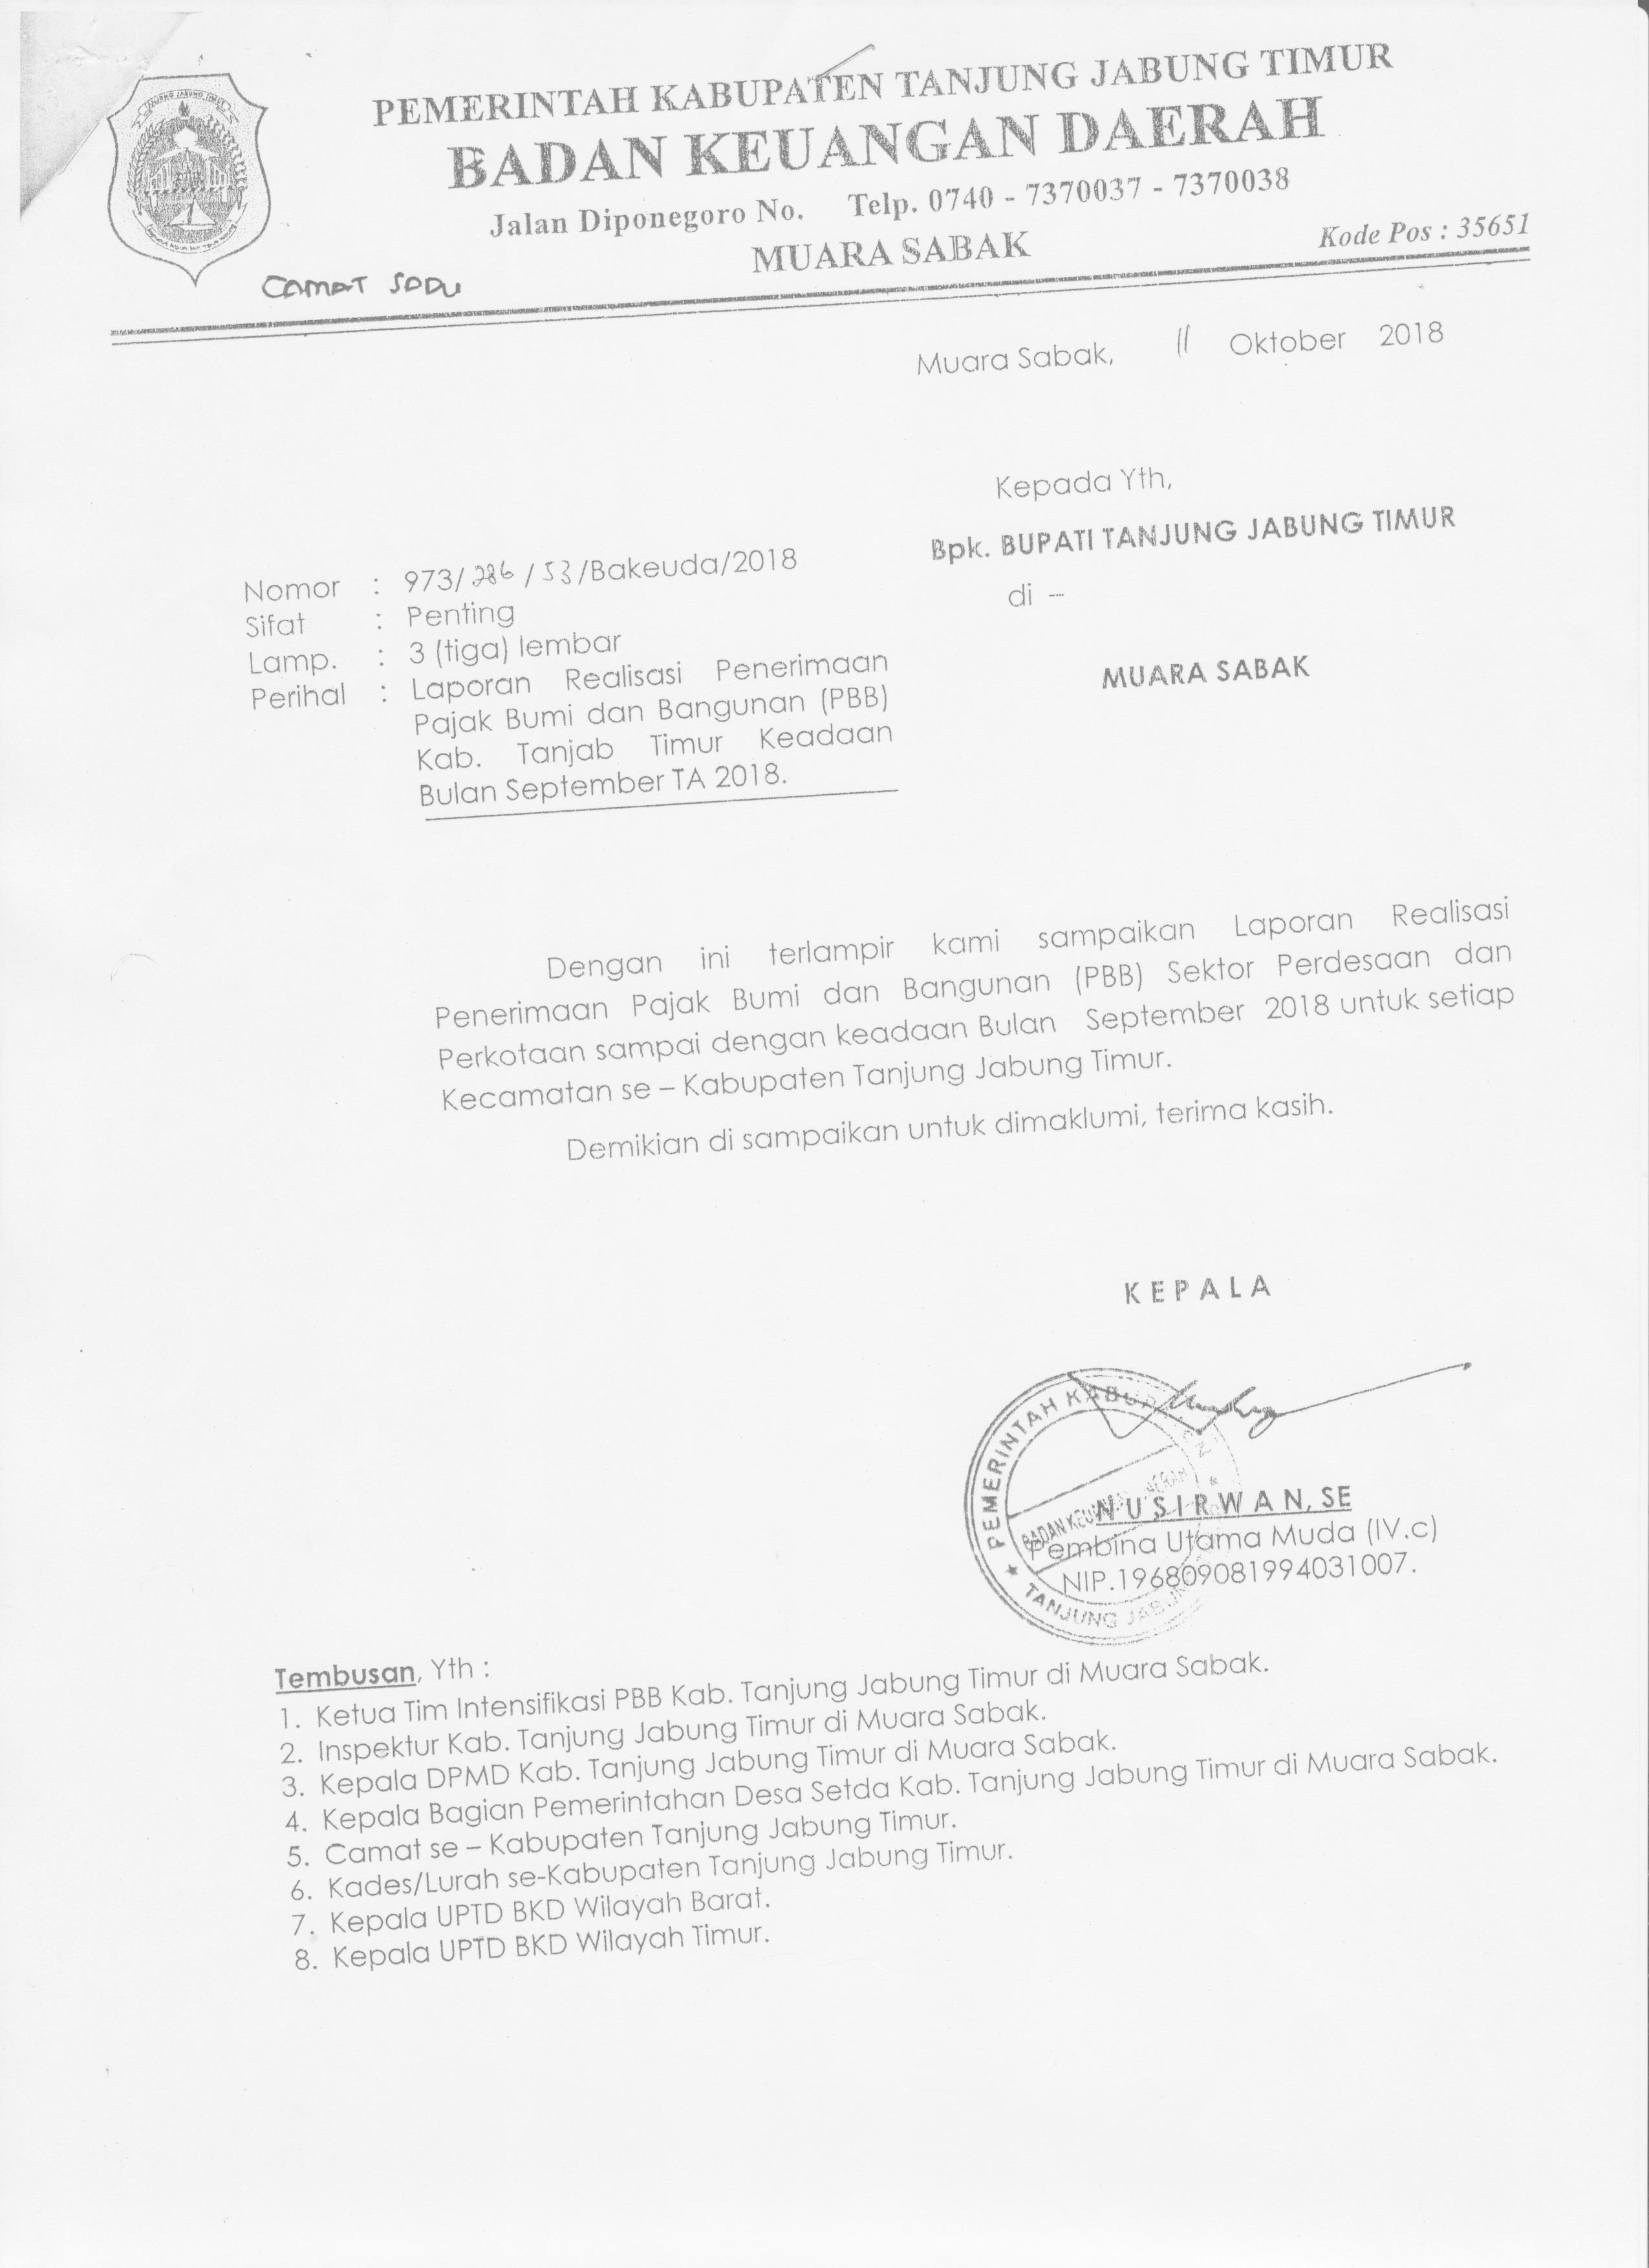 PEMERINTAH KABUPATEN TANJUNG JABUNG TIMUR
BADAN KEUANGAN DAERAH
Jalan Diponegoro No. Telp. 0740 - 7370037 - 7370038
MUARA SABAK
Kode Pos : 35651
TANJUNG JABUNG TIMUR
CAMAT SADU
Muara Sabak, 11 Oktober 2018
Kepada Yth,
Bpk. BUPATI TANJUNG JABUNG TIMUR
di –
MUARA SABAK
Nomor : 973/ 286 / 53 /Bakeuda/2018
Sifat : Penting
Lamp. : 3 (tiga) lembar
Perihal : Laporan Realisasi Penerimaan
Pajak Bumi dan Bangunan (PBB)
Kab. Tanjab Timur Keadaan
Bulan September TA 2018.
Dengan ini terlampir kami sampaikan Laporan Realisasi
Penerimaan Pajak Bumi dan Bangunan (PBB) Sektor Perdesaan dan
Perkotaan sampai dengan keadaan Bulan September 2018 untuk setiap
Kecamatan se – Kabupaten Tanjung Jabung Timur.
Demikian di sampaikan untuk dimaklumi, terima kasih.
K E P A L A
PEMERINTAH KABUPATEN
BADAN KEUANGAN DAERAH
TANJUNG JABUNG
N U S I R W A N, SE
Pembina Utama Muda (IV.c)
NIP.196809081994031007.
Tembusan, Yth :
1. Ketua Tim Intensifikasi PBB Kab. Tanjung Jabung Timur di Muara Sabak.
2. Inspektur Kab. Tanjung Jabung Timur di Muara Sabak.
3. Kepala DPMD Kab. Tanjung Jabung Timur di Muara Sabak.
4. Kepala Bagian Pemerintahan Desa Setda Kab. Tanjung Jabung Timur di Muara Sabak.
5. Camat se – Kabupaten Tanjung Jabung Timur.
6. Kades/Lurah se-Kabupaten Tanjung Jabung Timur.
7. Kepala UPTD BKD Wilayah Barat.
8. Kepala UPTD BKD Wilayah Timur.